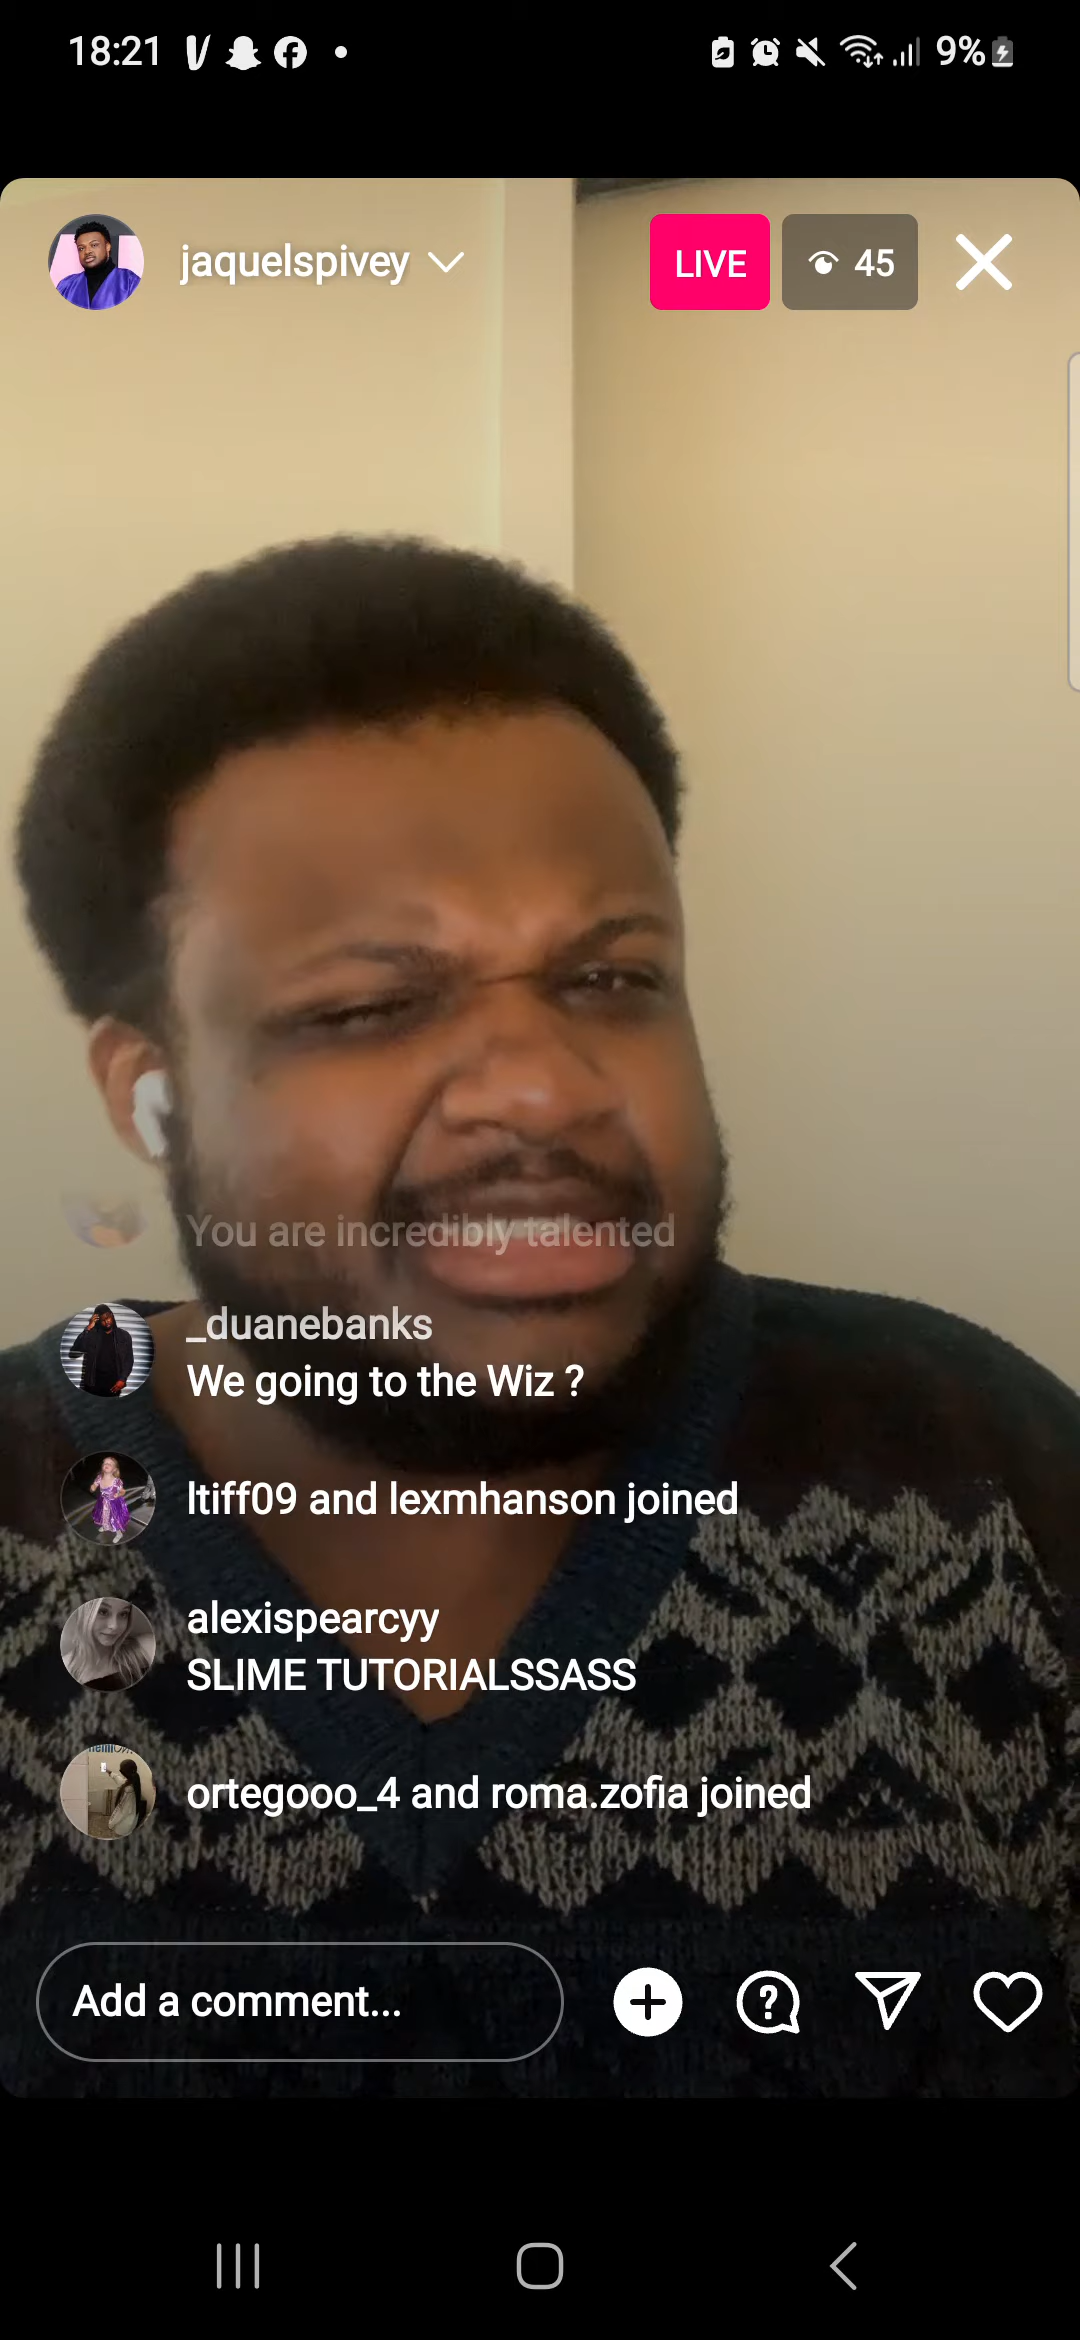 18:21
9%
jaquelspivey
LIVE
45
You are incredibly talented
_duanebanks
We going to the Wiz ?
ltiff09 and lexmhanson joined
alexispearcyy
SLIME TUTORIALSSASS
ortegooo_4 and roma.zofia joined
Add a comment...